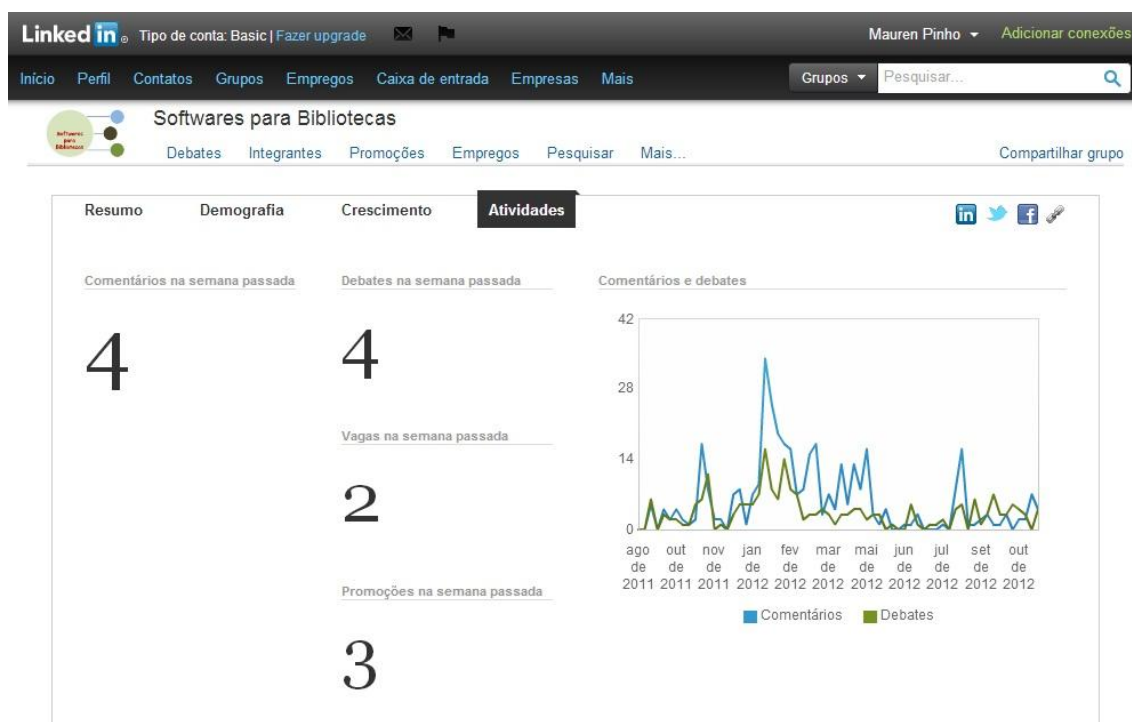 Linked in ® Tipo de conta: Basic | Fazer upgrade Mauren Pinho Adicionar conexões
Início Perfil Contatos Grupos Empregos Caixa de entrada Empresas Mais Grupos Pesquisar...
Softwares para Bibliotecas
Softwares para Bibliotecas
Debates Integrantes Promoções Empregos Pesquisar Mais... Compartilhar grupo
Resumo Demografia Crescimento Atividades
Comentários na semana passada
4
Debates na semana passada
4
Vagas na semana passada
2
Promoções na semana passada
3
Comentários e debates
42
28
14
0
ago out nov jan fev mar mai jun jul set out
de de de de de de de de de de de
2011 2011 2011 2012 2012 2012 2012 2012 2012 2012 2012
Comentários Debates